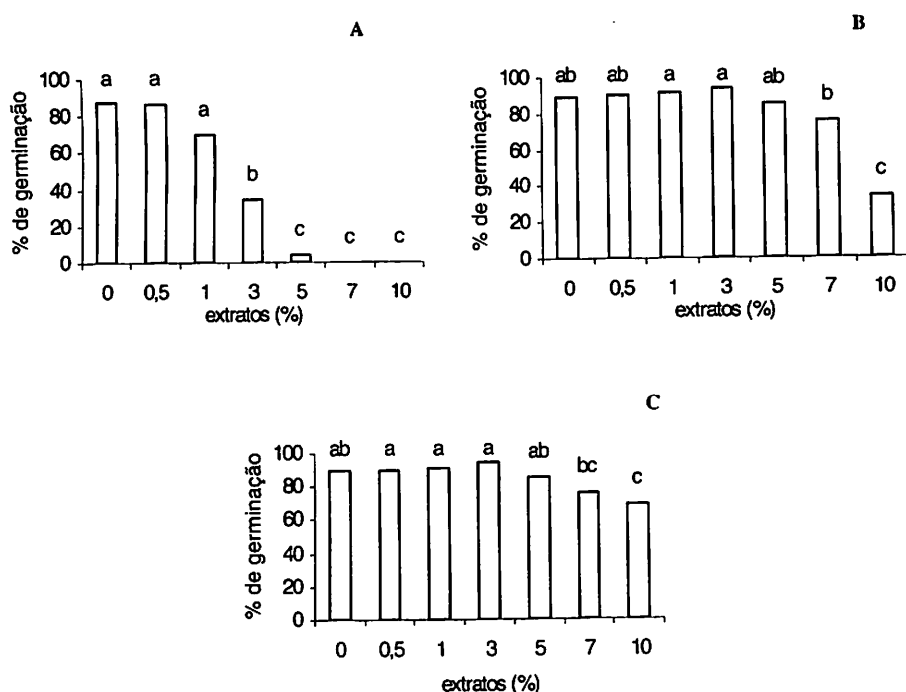 A
% de germinação
100
80
60
40
20
0
a a a b c c c
0 0,5 1 3 5 7 10
extratos (%)
B
% de germinação
100
80
60
40
20
0
ab ab a a ab b c
0 0,5 1 3 5 7 10
extratos (%)
C
% de germinação
100
80
60
40
20
0
ab a a a ab bc c
0 0,5 1 3 5 7 10
extratos (%)